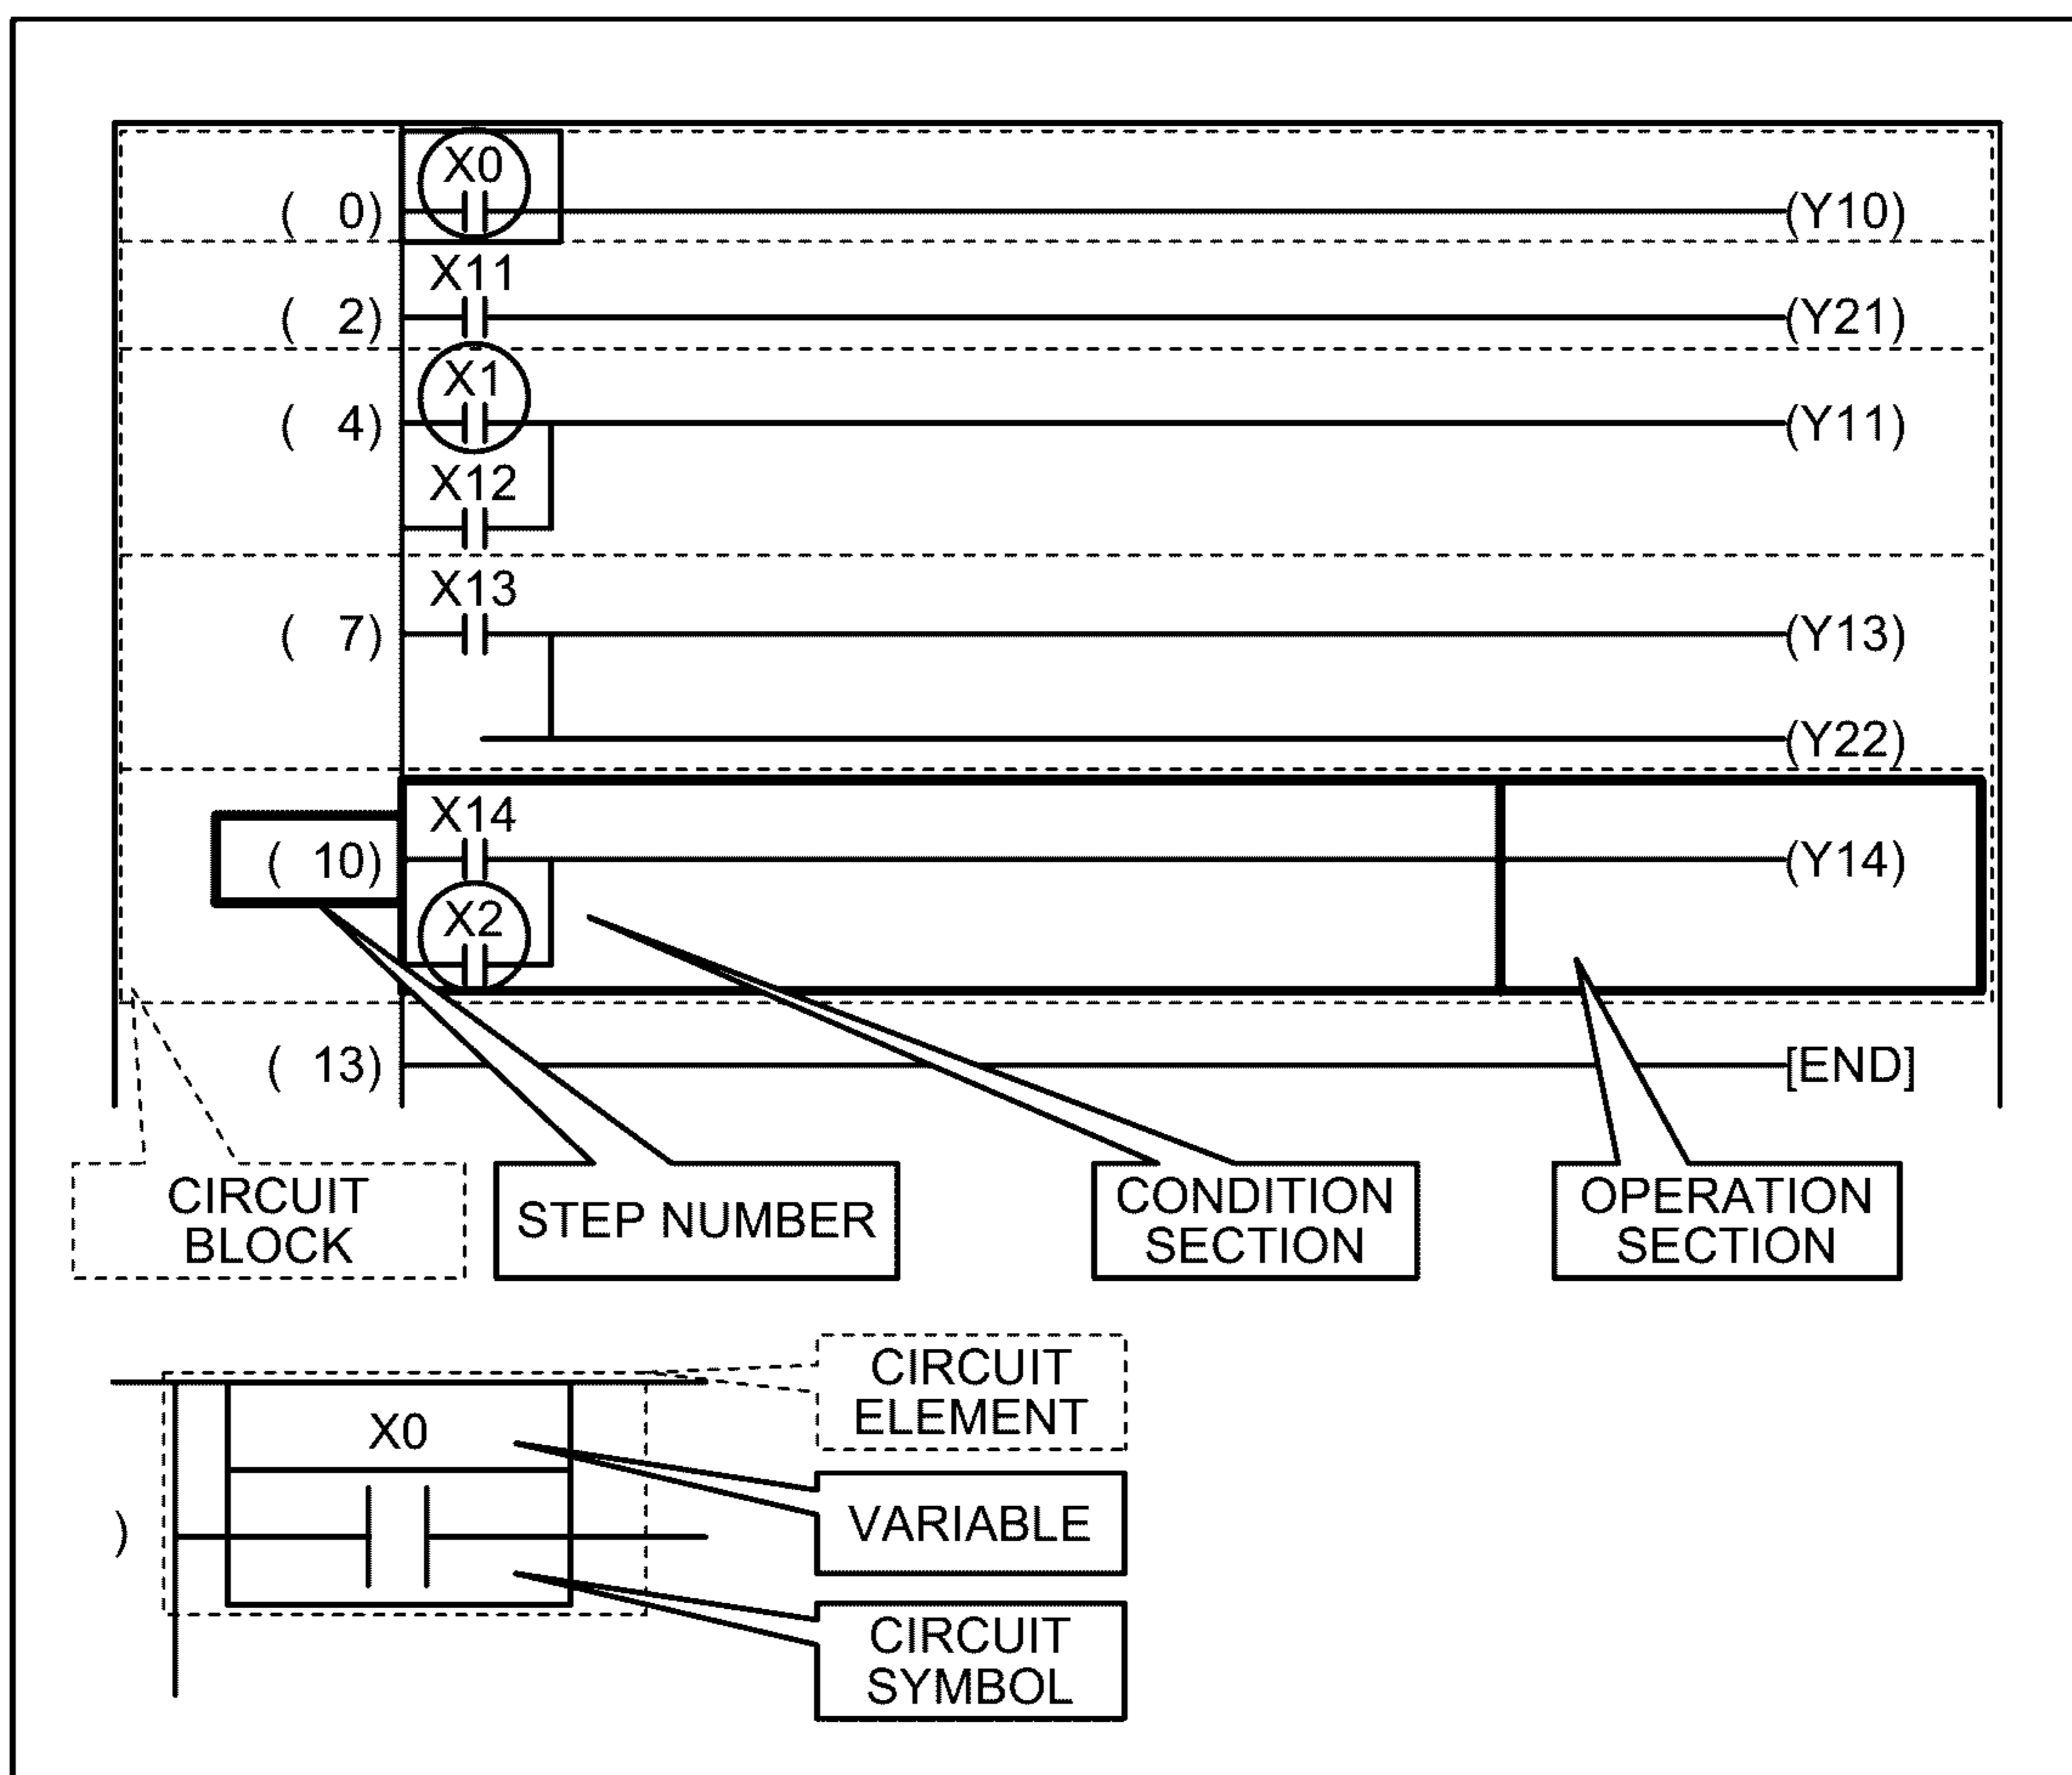 X0
( 0) (Y10)
X11
( 2) (Y21)
X1
( 4) (Y11)
X12
X13
( 7) (Y13)
(Y22)
X14
( 10) (Y14)
X2
( 13) [END]
CIRCUIT
BLOCK
STEP NUMBER
CONDITION
SECTION
OPERATION
SECTION
CIRCUIT
ELEMENT
X0
VARIABLE
)
CIRCUIT
SYMBOL